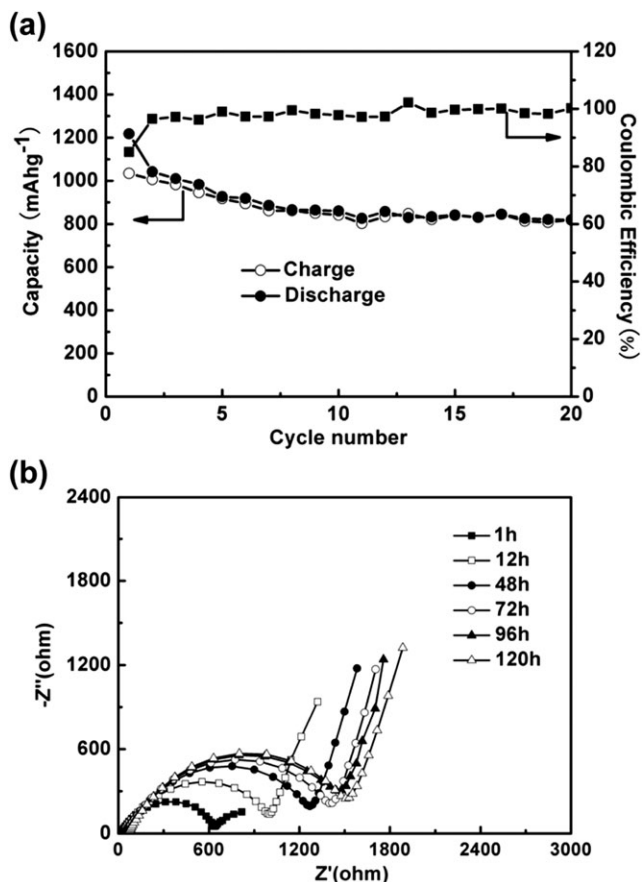 (a)
1600
1400
1200
1000
800
600
400
200
0
Capacity (mAhg-1)
120
100
80
60
40
20
0
Coulombic Efficiency (%)
Charge
Discharge
0 5 10 15 20
Cycle number
(b)
2400
1800
1200
600
0
-Z''(ohm)
1h
12h
48h
72h
96h
120h
0 600 1200 1800 2400 3000
Z'(ohm)